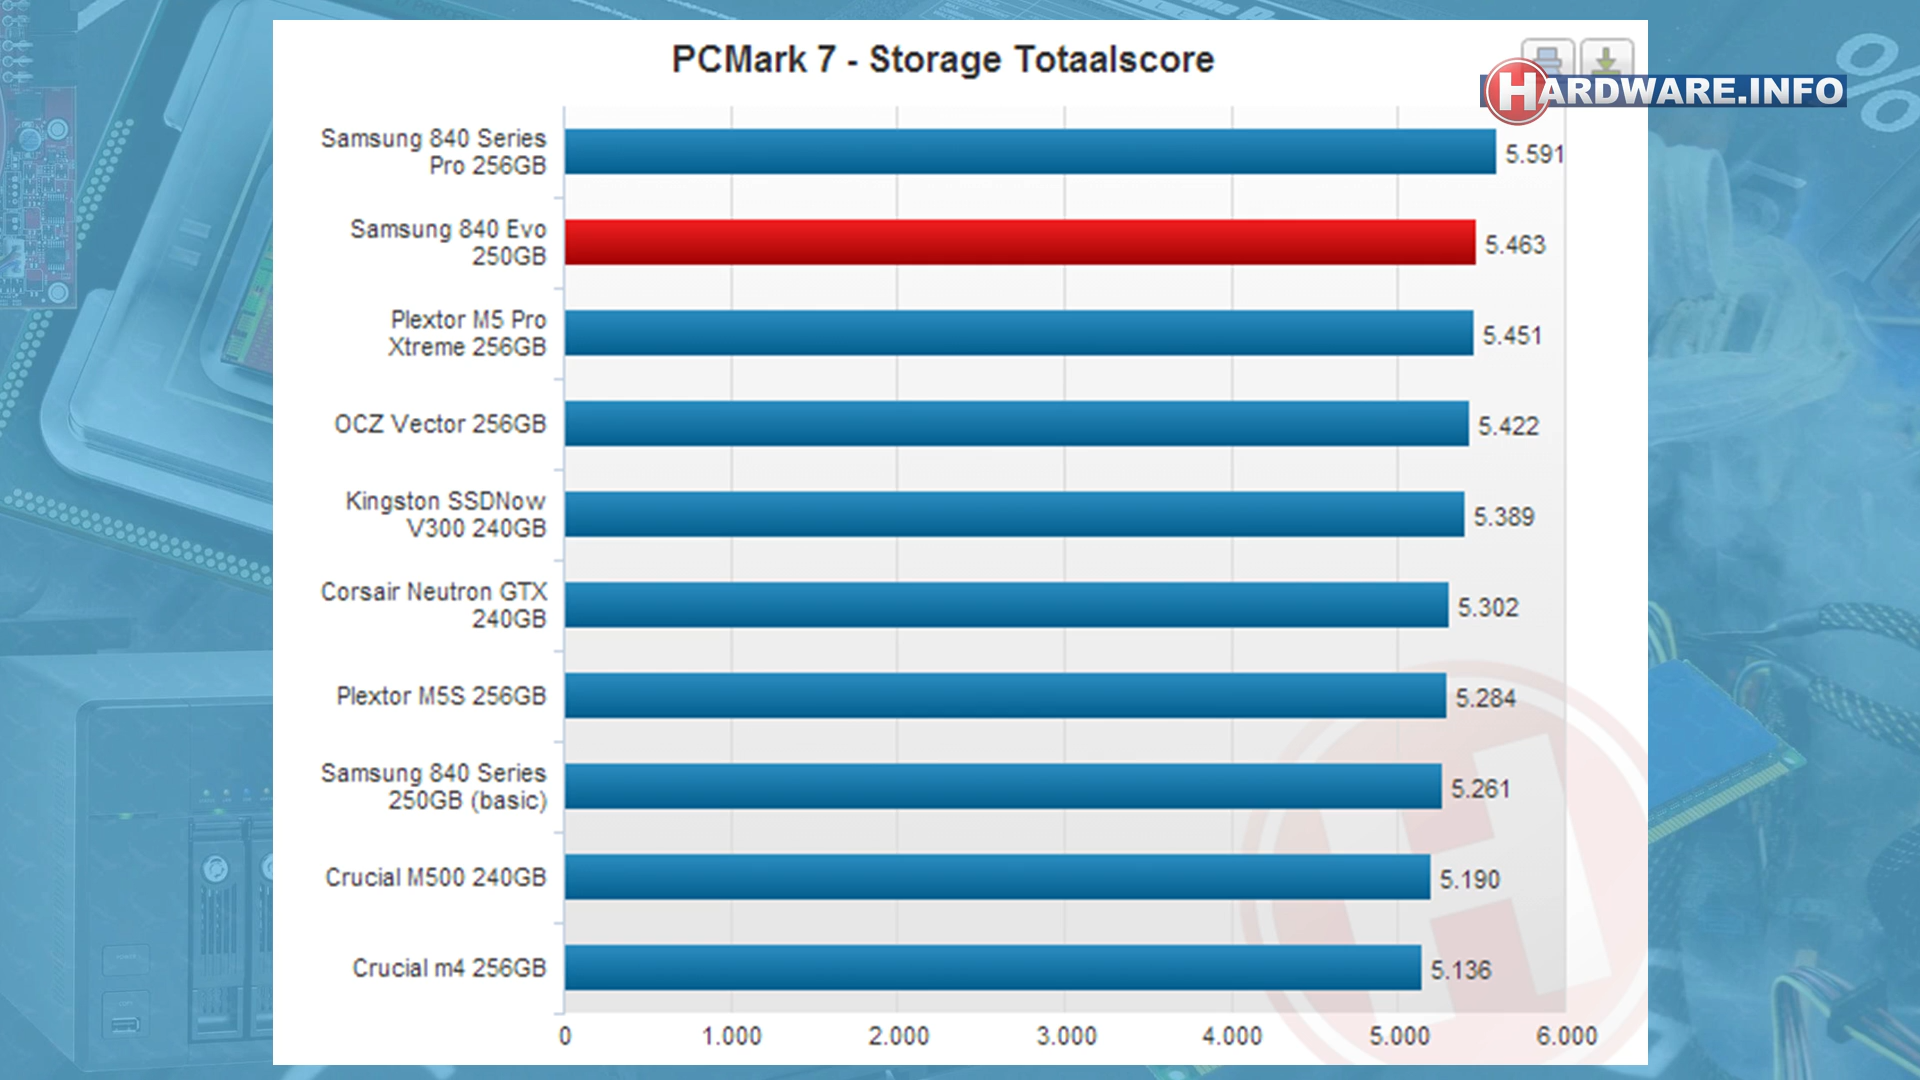 PCMark 7 - Storage Totaalscore
HARDWARE.INFO
Samsung 840 Series
Pro 256GB
5.591
Samsung 840 Evo
250GB
5.463
Plextor M5 Pro
Xtreme 256GB
5.451
OCZ Vector 256GB
5.422
Kingston SSDNow
V300 240GB
5.389
Corsair Neutron GTX
240GB
5.302
Plextor M5S 256GB
5.284
Samsung 840 Series
250GB (basic)
5.261
Crucial M500 240GB
5.190
Crucial m4 256GB
5.136
0 1.000 2.000 3.000 4.000 5.000 6.000